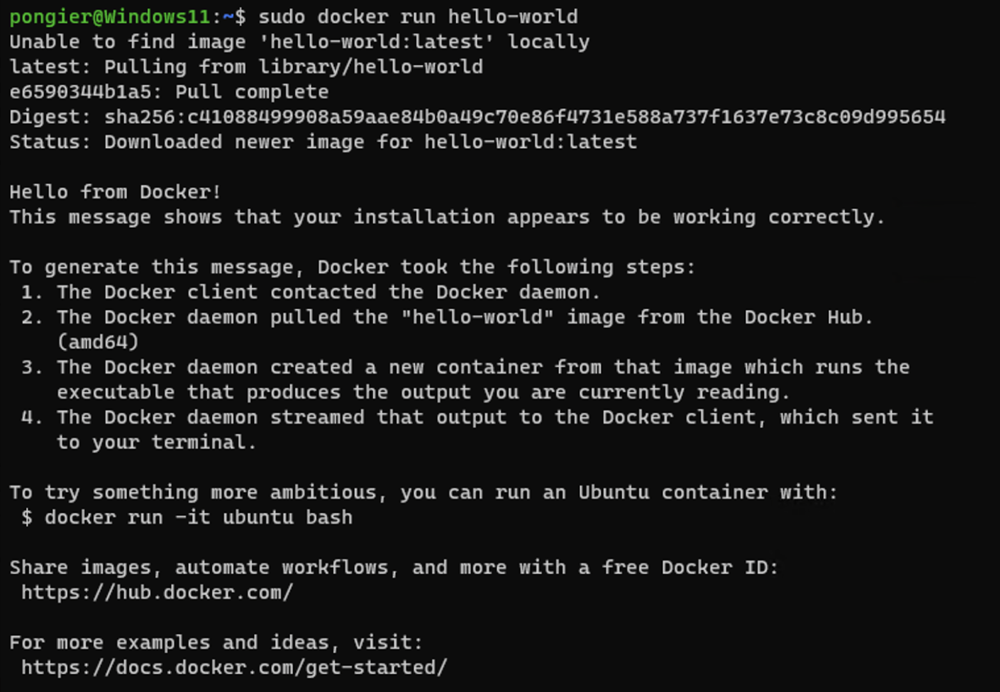 pongier@Windows11:~$ sudo docker run hello-world
Unable to find image 'hello-world:latest' locally
latest: Pulling from library/hello-world
e6590344b1a5: Pull complete
Digest: sha256:c41088499908a59aae84b0a49c70e86f4731e588a737f1637e73c8c09d995654
Status: Downloaded newer image for hello-world:latest

Hello from Docker!
This message shows that your installation appears to be working correctly.

To generate this message, Docker took the following steps:
 1. The Docker client contacted the Docker daemon.
 2. The Docker daemon pulled the "hello-world" image from the Docker Hub.
    (amd64)
 3. The Docker daemon created a new container from that image which runs the
    executable that produces the output you are currently reading.
 4. The Docker daemon streamed that output to the Docker client, which sent it
    to your terminal.

To try something more ambitious, you can run an Ubuntu container with:
 $ docker run -it ubuntu bash

Share images, automate workflows, and more with a free Docker ID:
 https://hub.docker.com/

For more examples and ideas, visit:
 https://docs.docker.com/get-started/